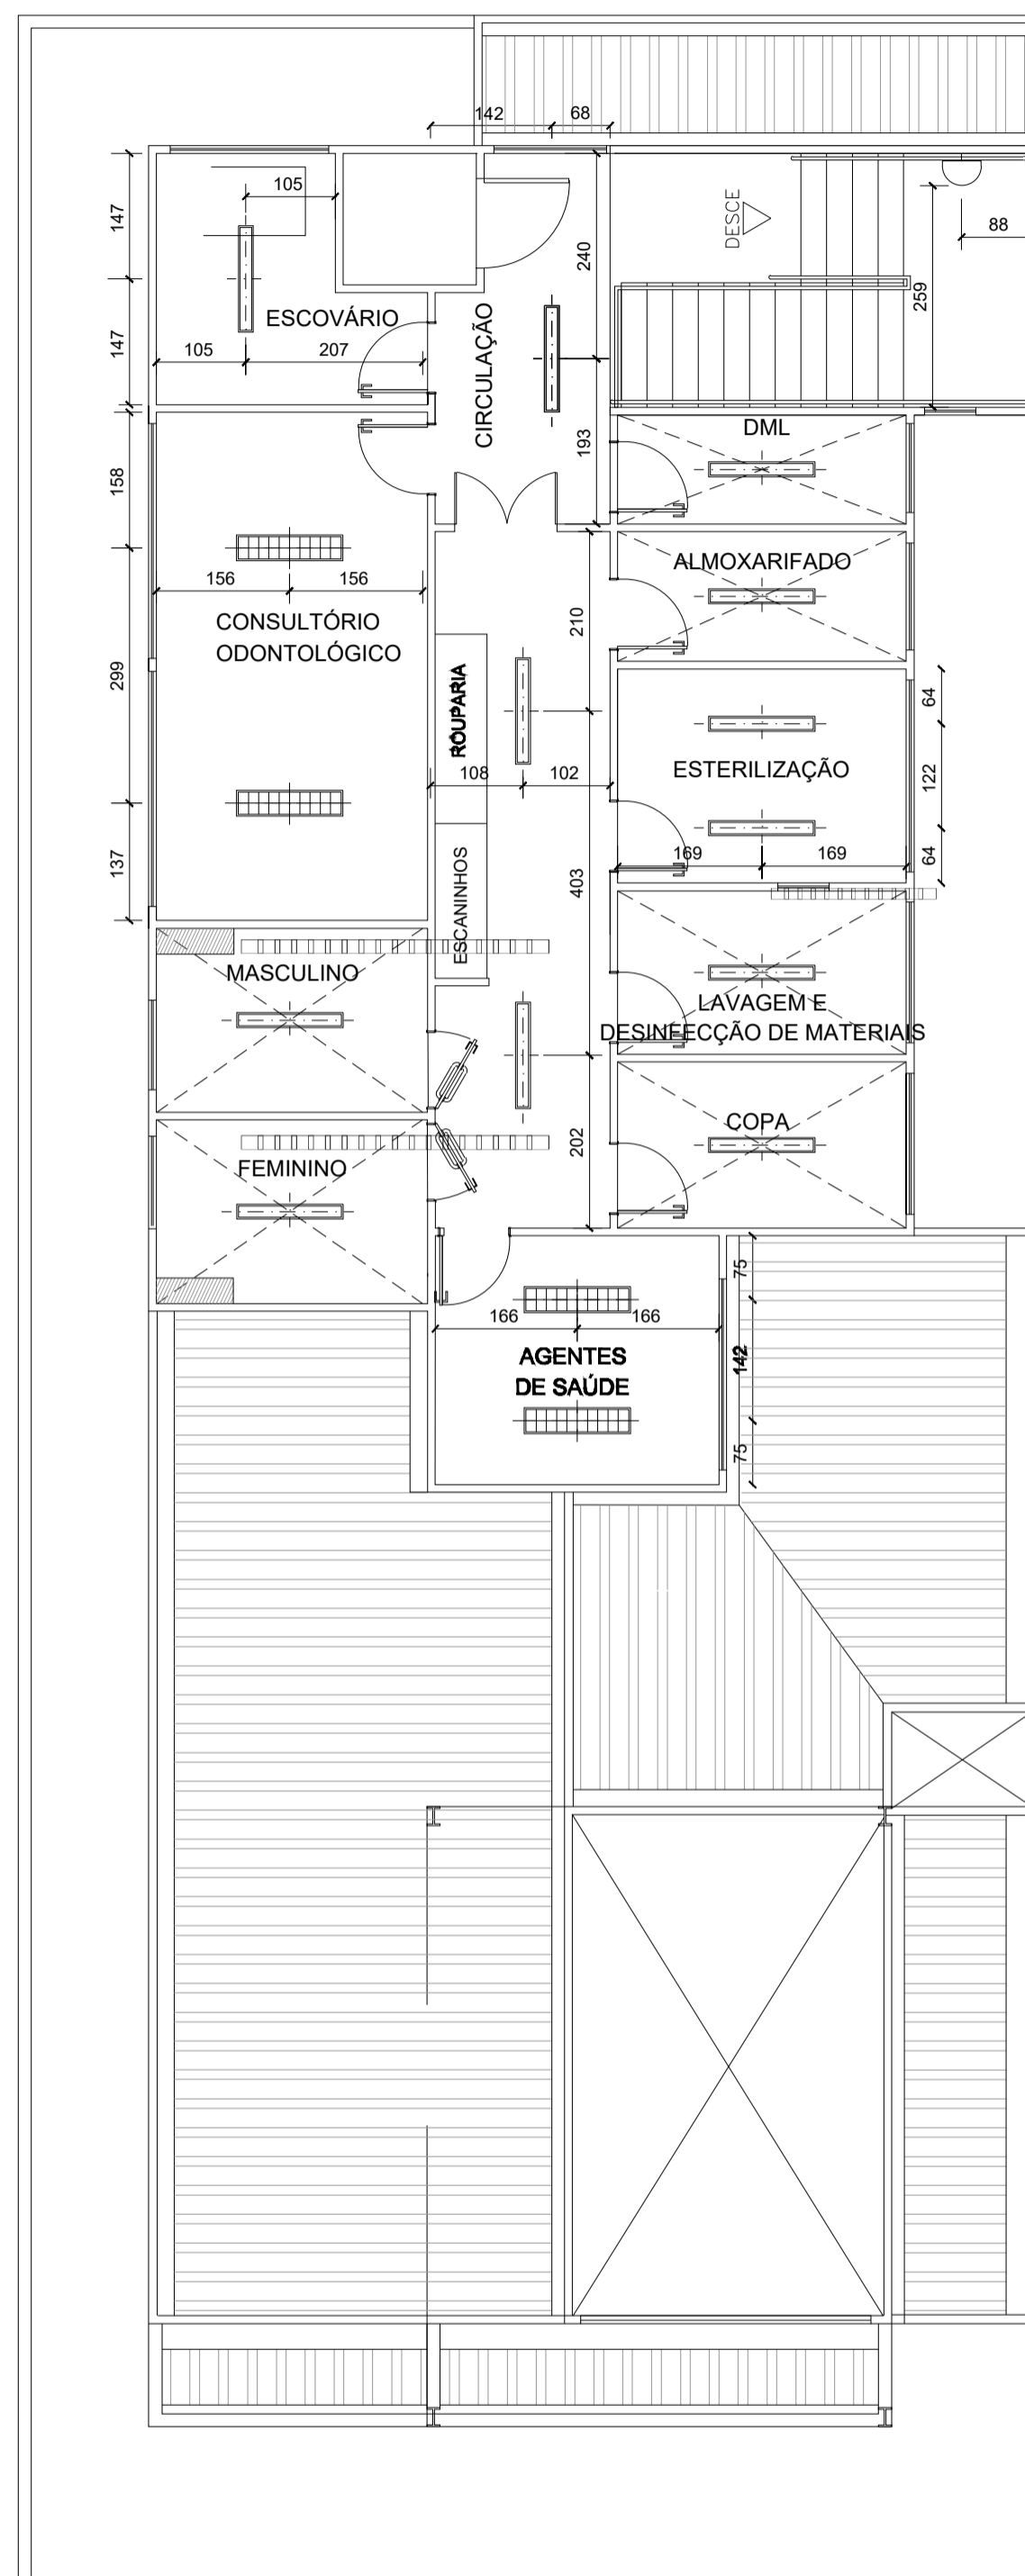 142
68
147
105
DESCE
88
240
259
ESCOVÁRIO
147
105
207
CIRCULAÇÃO
193
DML
158
ALMOXARIFADO
156
156
210
CONSULTÓRIO
ODONTOLÓGICO
299
ROUPARIA
64
ESTERILIZAÇÃO
108
102
122
137
169
169
64
403
ESCANINHOS
MASCULINO
LAVAGEM E
DESINFECÇÃO DE MATERIAIS
COPA
202
FEMININO
75
166
166
AGENTES
DE SAÚDE
142
75